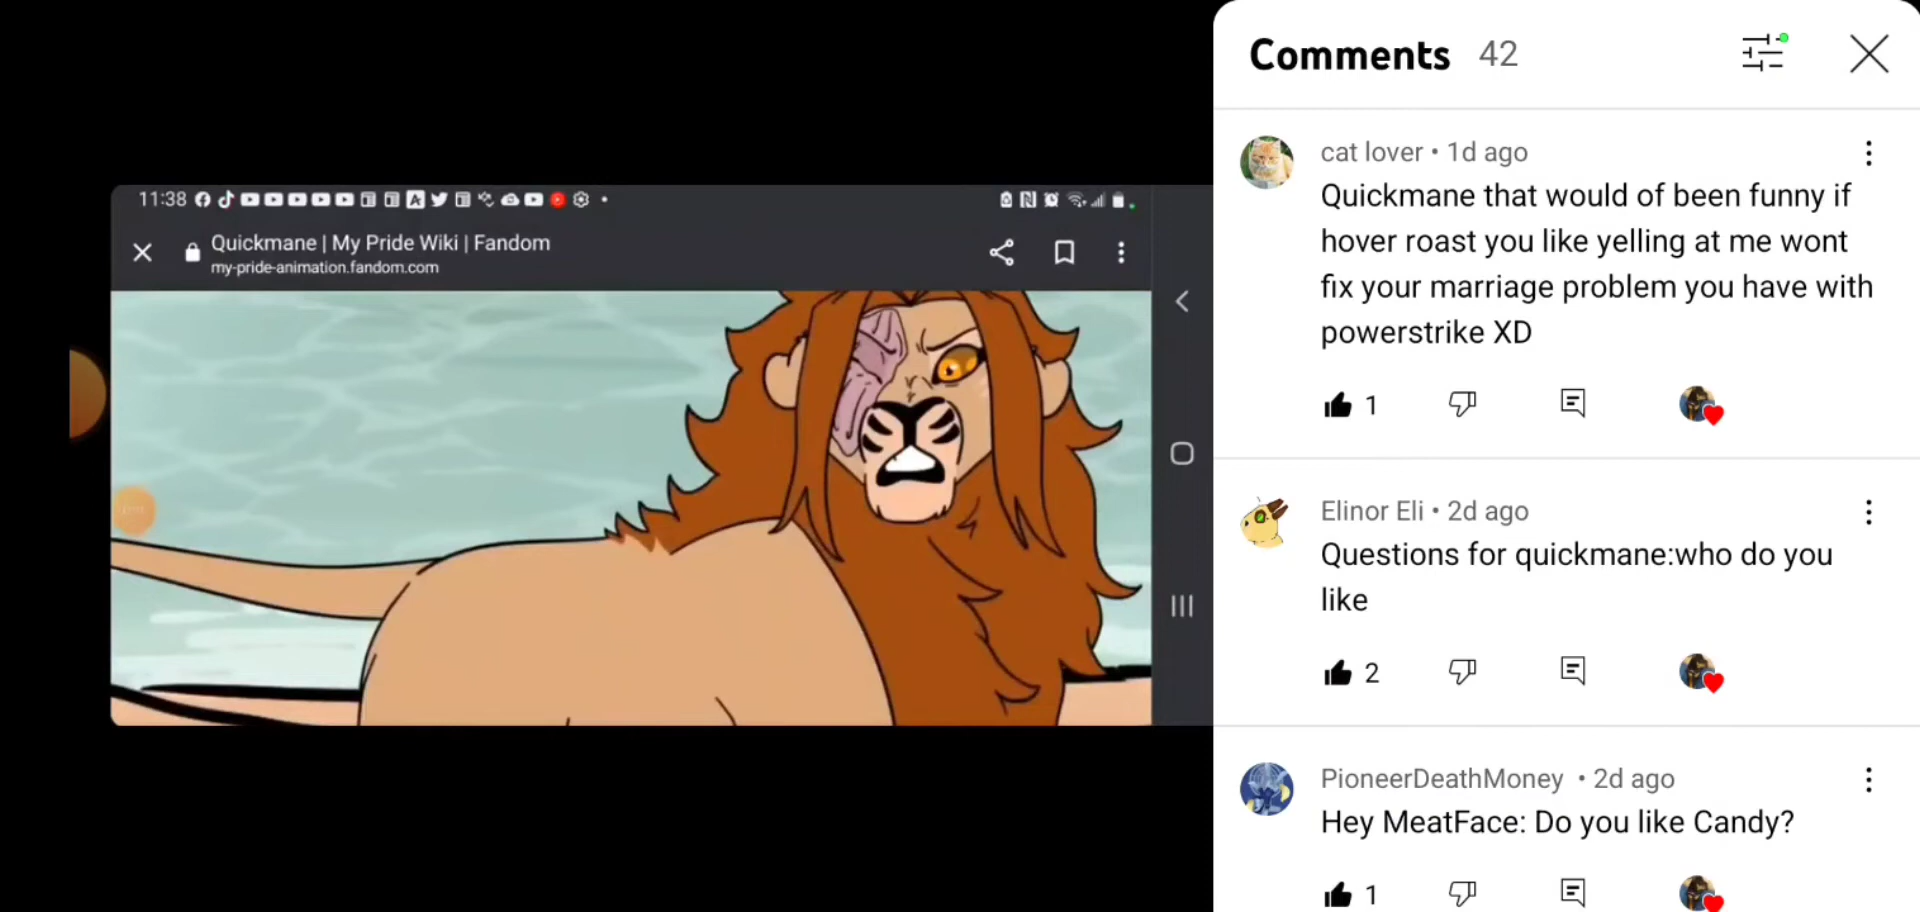 Comments 42
11:38
Quickmane | My Pride Wiki | Fandom
my-pride-animation.fandom.com
cat lover • 1d ago
Quickmane that would of been funny if
hover roast you like yelling at me wont
fix your marriage problem you have with
powerstrike XD
1
Elinor Eli • 2d ago
Questions for quickmane:who do you
like
2
PioneerDeathMoney • 2d ago
Hey MeatFace: Do you like Candy?
1